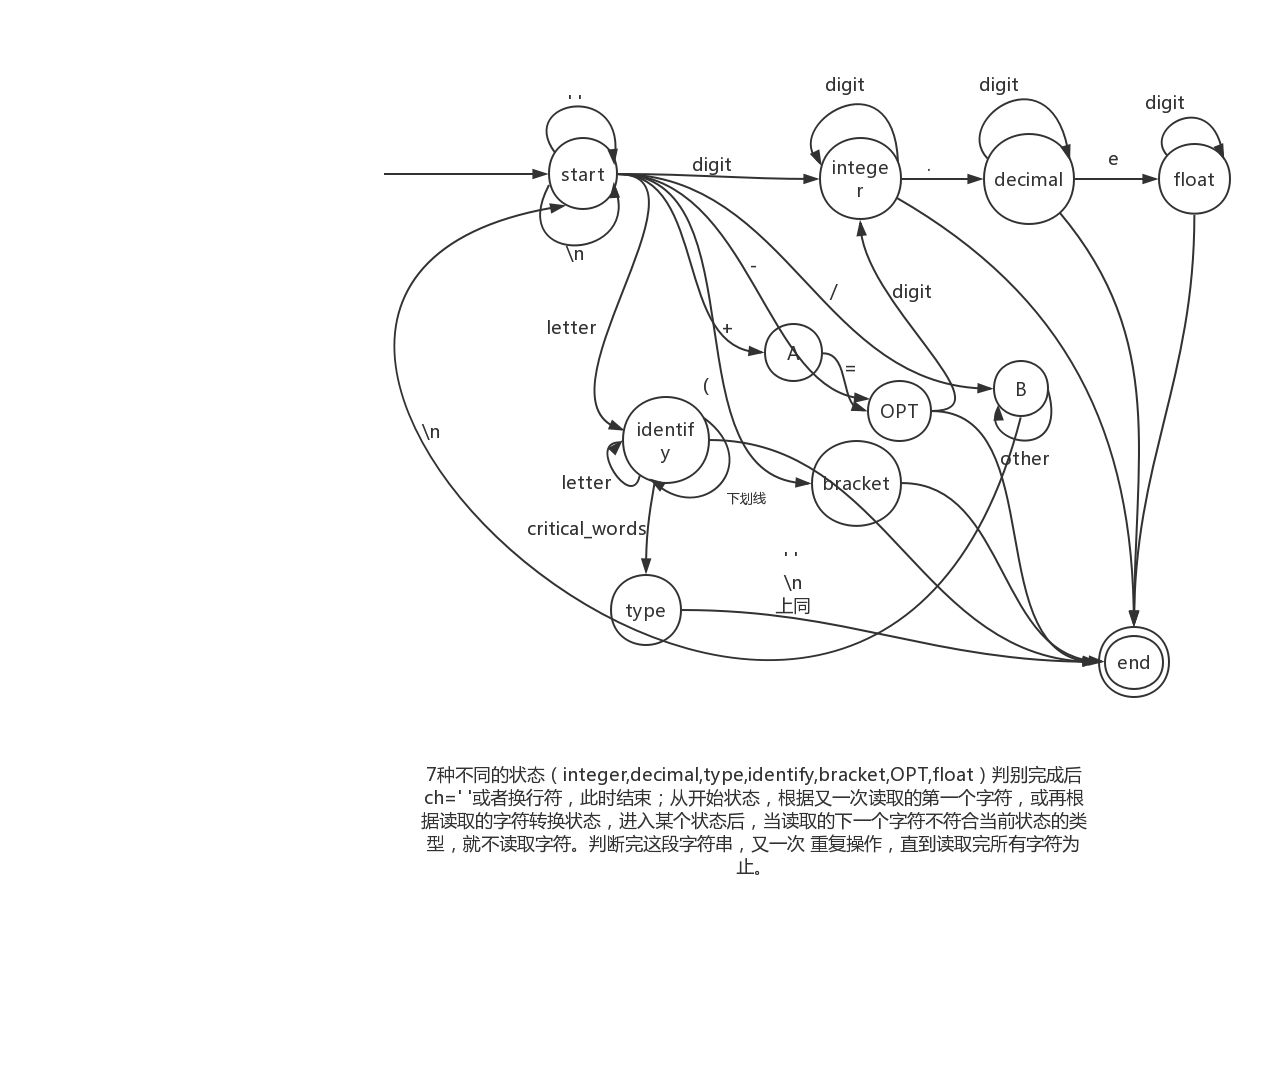 digit
digit
digit
' '
start
digit
intege
r
.
decimal
e
float
\n
-
/
digit
letter
+
A
=
(
OPT
B
\n
identif
y
other
letter
bracket
下划线
critical_words
' '
\n
上同
type
end
7种不同的状态（integer,decimal,type,identify,bracket,OPT,float）判别完成后
ch=' '或者换行符，此时结束；从开始状态，根据又一次读取的第一个字符，或再根
据读取的字符转换状态，进入某个状态后，当读取的下一个字符不符合当前状态的类
型，就不读取字符。判断完这段字符串，又一次 重复操作，直到读取完所有字符为
止。